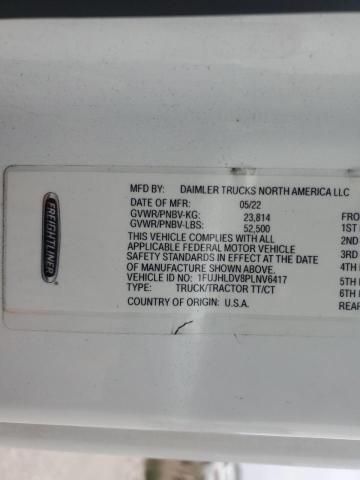 FREIGHTLINER
MFD BY: DAIMLER TRUCKS NORTH AMERICA LLC
DATE OF MFR: 05/22
GVWR/PNBV-KG: 23,814
GVWR/PNBV-LBS: 52,500
THIS VEHICLE COMPLIES WITH ALL
APPLICABLE FEDERAL MOTOR VEHICLE
SAFETY STANDARDS IN EFFECT AT THE DATE
OF MANUFACTURE SHOWN ABOVE.
VEHICLE ID NO: 1FUJHLDV8PLNV6417
TYPE: TRUCK/TRACTOR TT/CT
COUNTRY OF ORIGIN: U.S.A.
FRO
1ST
2ND
3RD
4TH
5TH
6TH
REAR